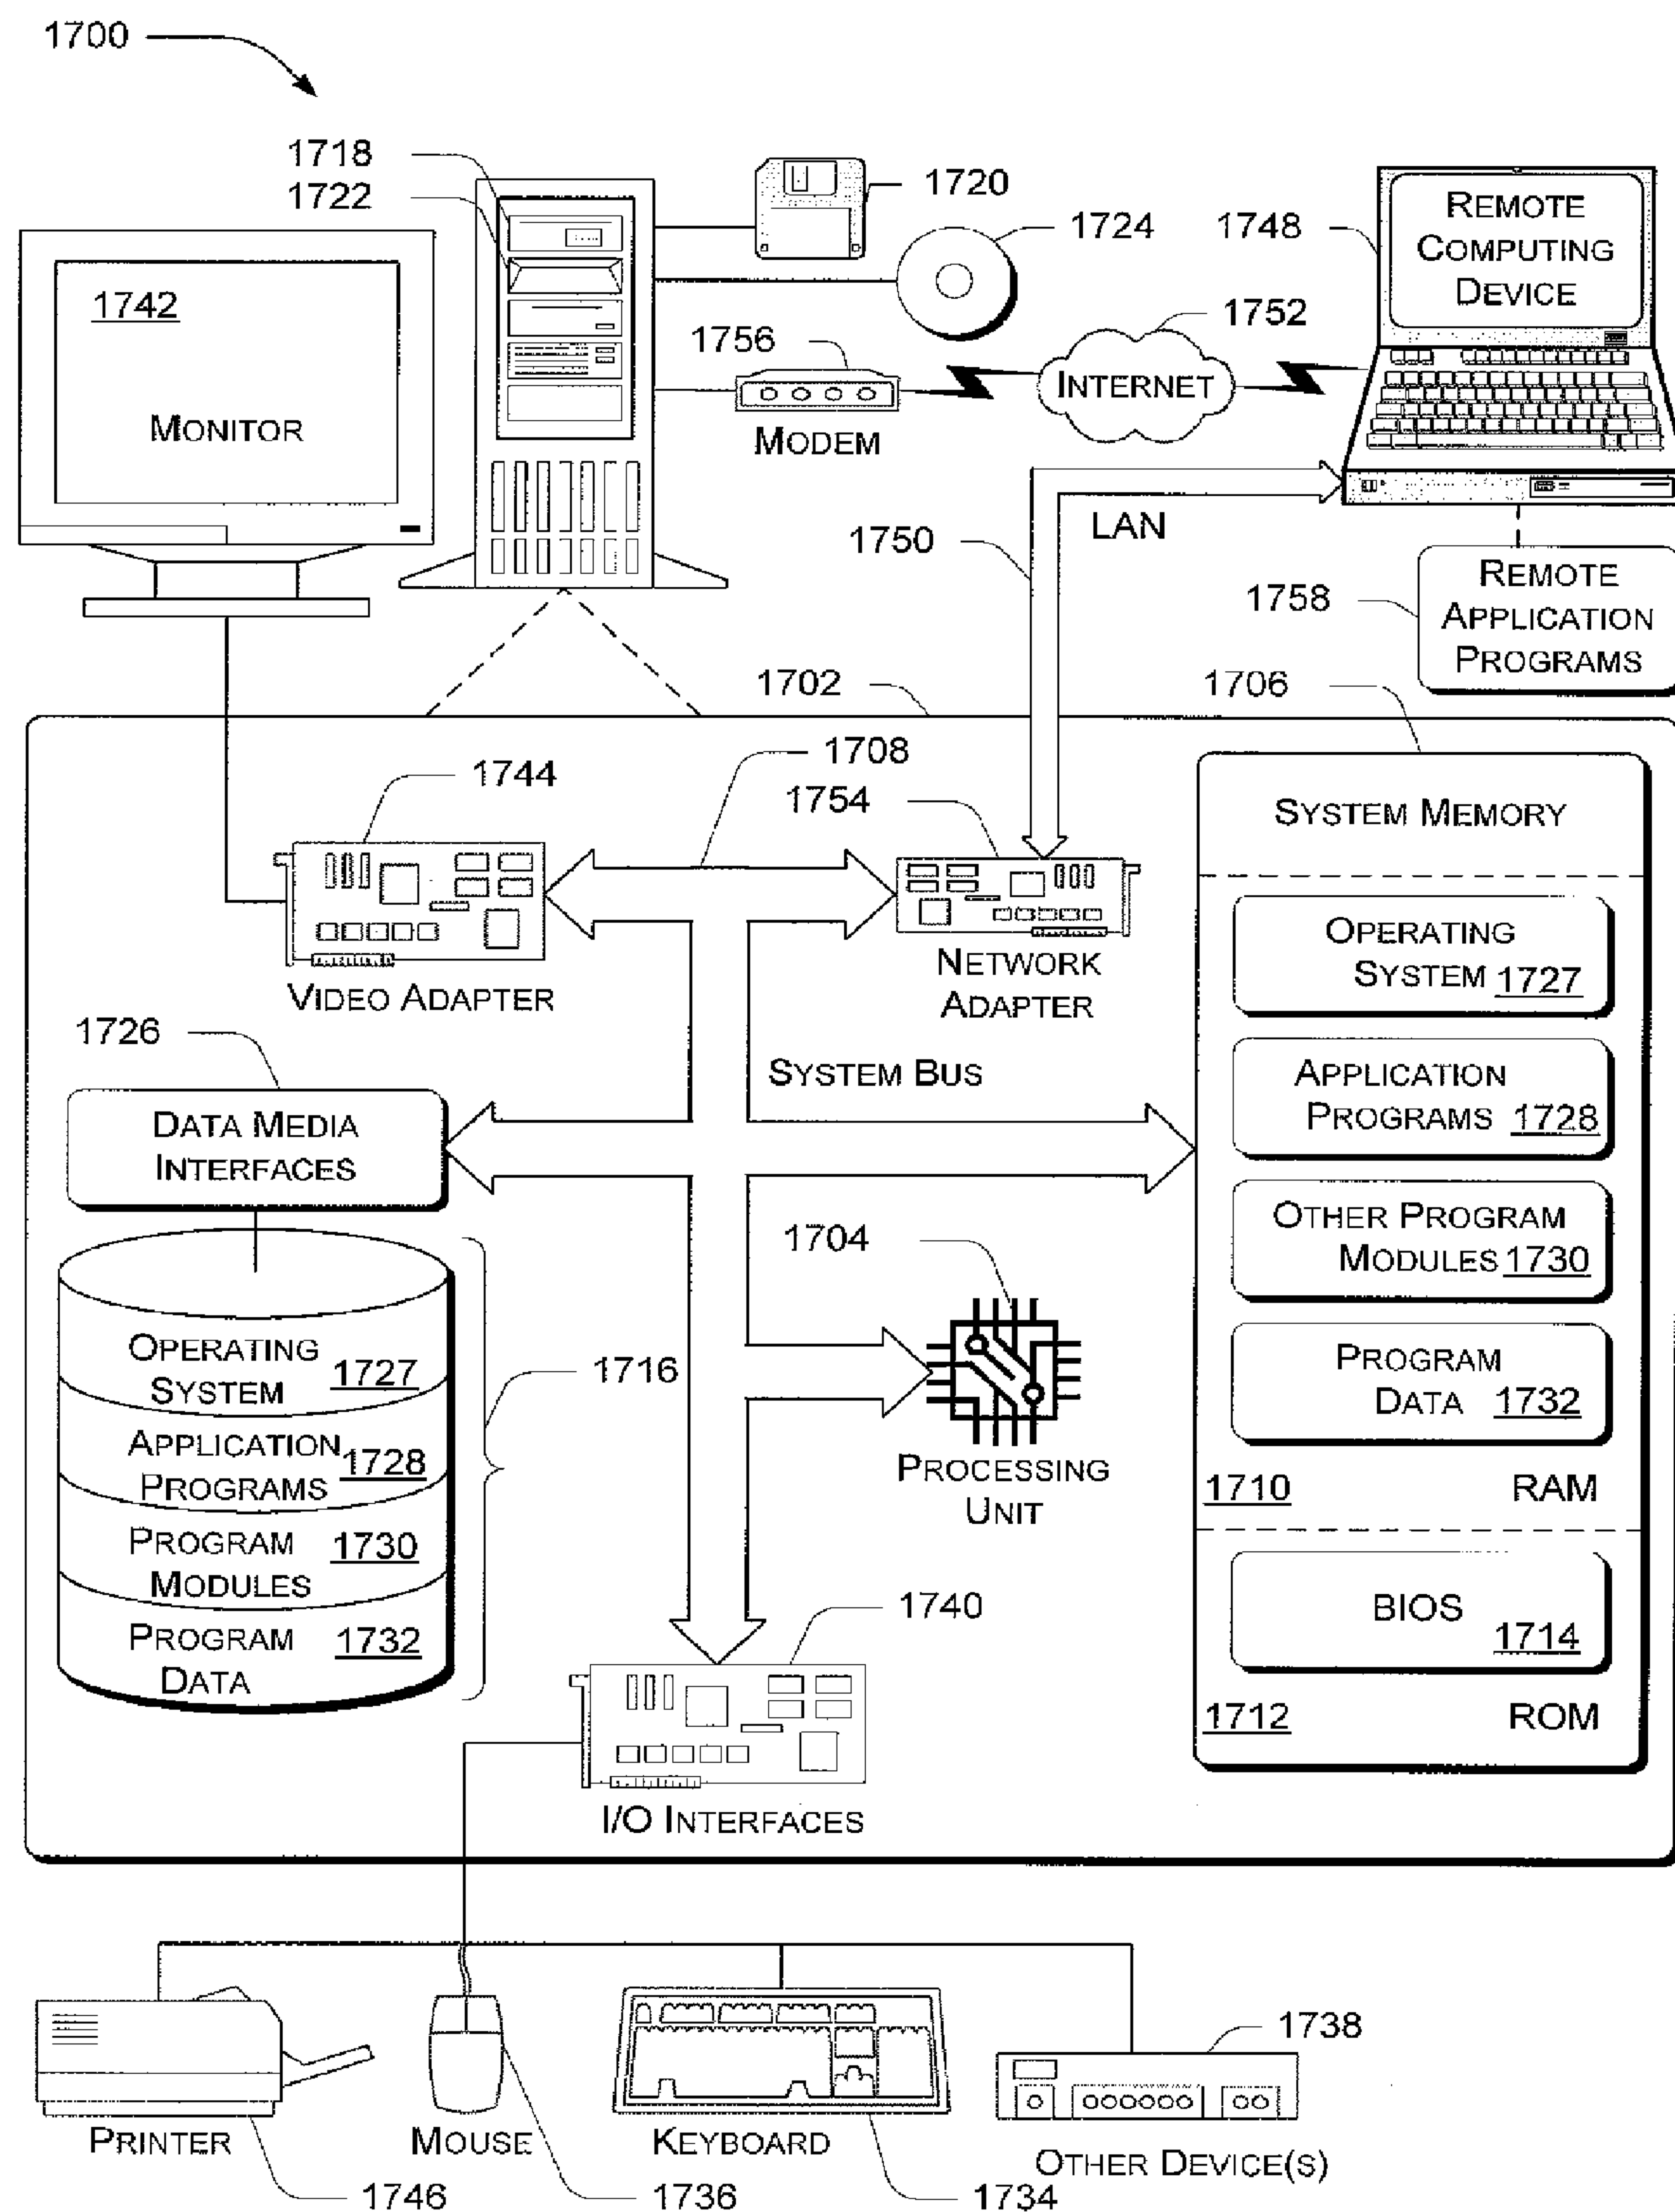 1700
1718
1722
1720
1724
1748
REMOTE
COMPUTING
DEVICE
1742
MONITOR
1756
MODEM
1752
INTERNET
1750
LAN
1758
REMOTE
APPLICATION
PROGRAMS
1702
1706
1708
1744
1754
VIDEO ADAPTER
NETWORK
ADAPTER
SYSTEM MEMORY
OPERATING
SYSTEM 1727
APPLICATION
PROGRAMS 1728
OTHER PROGRAM
MODULES 1730
PROGRAM
DATA 1732
1710 RAM
BIOS
1714
1712 ROM
1726
DATA MEDIA
INTERFACES
SYSTEM BUS
1704
PROCESSING
UNIT
OPERATING
SYSTEM 1727
APPLICATION
PROGRAMS 1728
PROGRAM
MODULES 1730
PROGRAM
DATA 1732
1716
1740
I/O INTERFACES
PRINTER
1746
MOUSE
1736
KEYBOARD
1734
1738
OTHER DEVICE(S)